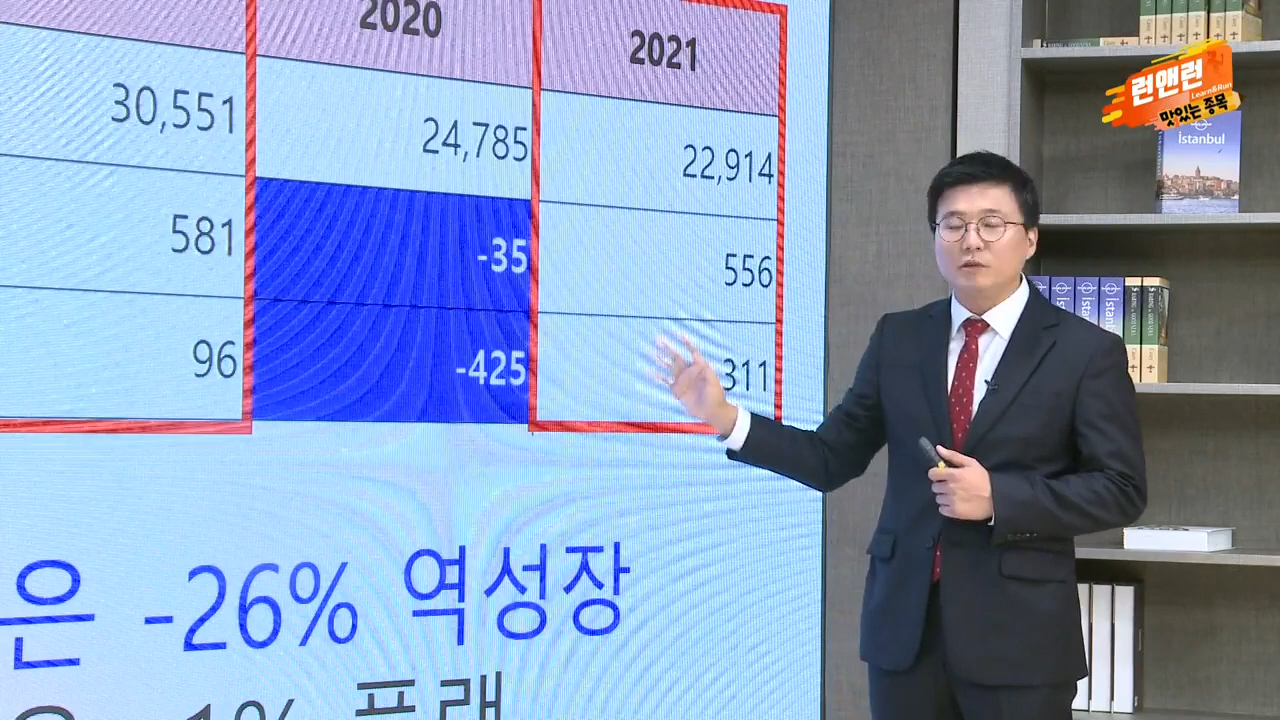 2020
2021
30,551
24,785
22,914
581
-35
556
96
-425
311
은 -26% 역성장
런앤런
Learn&Run
맛있는 종목
İstanbul